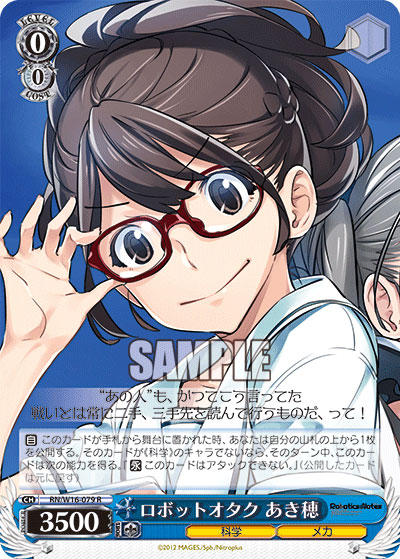 LEVEL
0
0
COST
SAMPLE
“あの人”も、かつてこう言ってた
戦いとは常に二手、三手先を読んで行うものだ、って!
自 このカードが手札から舞台に置かれた時、あなたは自分の山札の上から1枚
を公開する。そのカードが《科学》のキャラでないなら、そのターン中、このカー
ドは次の能力を得る。『永 このカードはアタックできない。』(公開したカード
は元に戻す)
CH RN/W16-079 R
3500
ロボットオタク あき穂
Robotics;Notes
科学
メカ
©2012 MAGES./5pb./Nitroplus